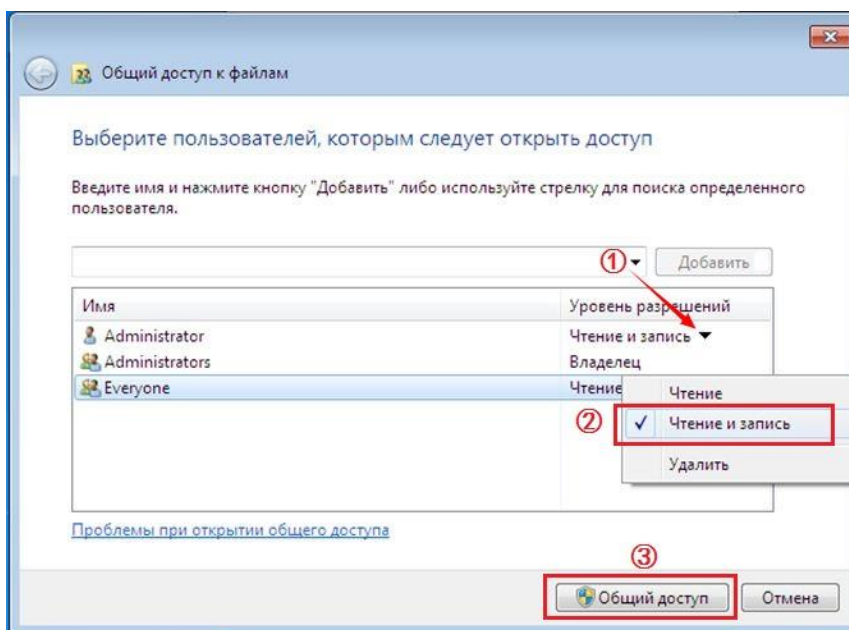 Общий доступ к файлам
Выберите пользователей, которым следует открыть доступ
Введите имя и нажмите кнопку "Добавить" либо используйте стрелку для поиска определенного
пользователя.
① Добавить
Имя Уровень разрешений
Administrator Чтение и запись
Administrators Владелец
Everyone Чтение
Чтение
② Чтение и запись
Удалить
Проблемы при открытии общего доступа
③
Общий доступ Отмена